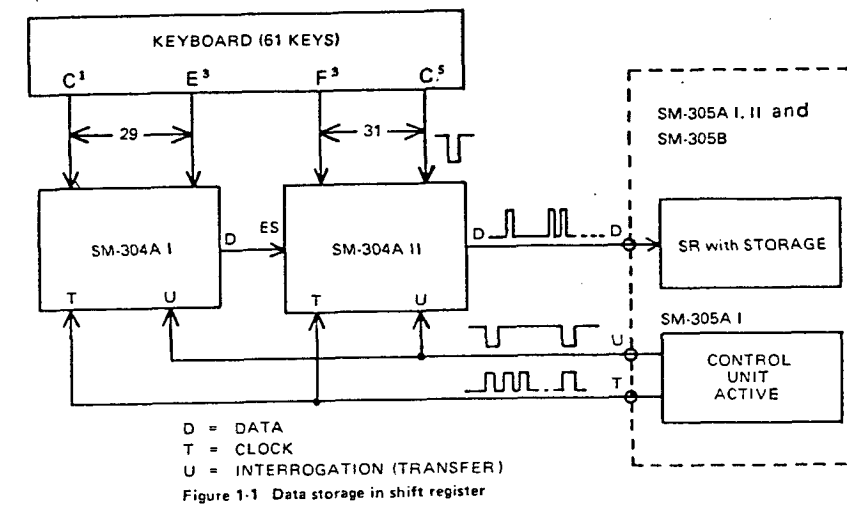 KEYBOARD (61 KEYS)
C¹ E³ F³ C⁵
29 31
SM-305A I, II and
SM-305B
SM-304A I
D
ES
SM-304A II
D
D
SR with STORAGE
T U
T U
SM-305A I
U
T
CONTROL
UNIT
ACTIVE
D = DATA
T = CLOCK
U = INTERROGATION (TRANSFER)
Figure 1-1 Data storage in shift register